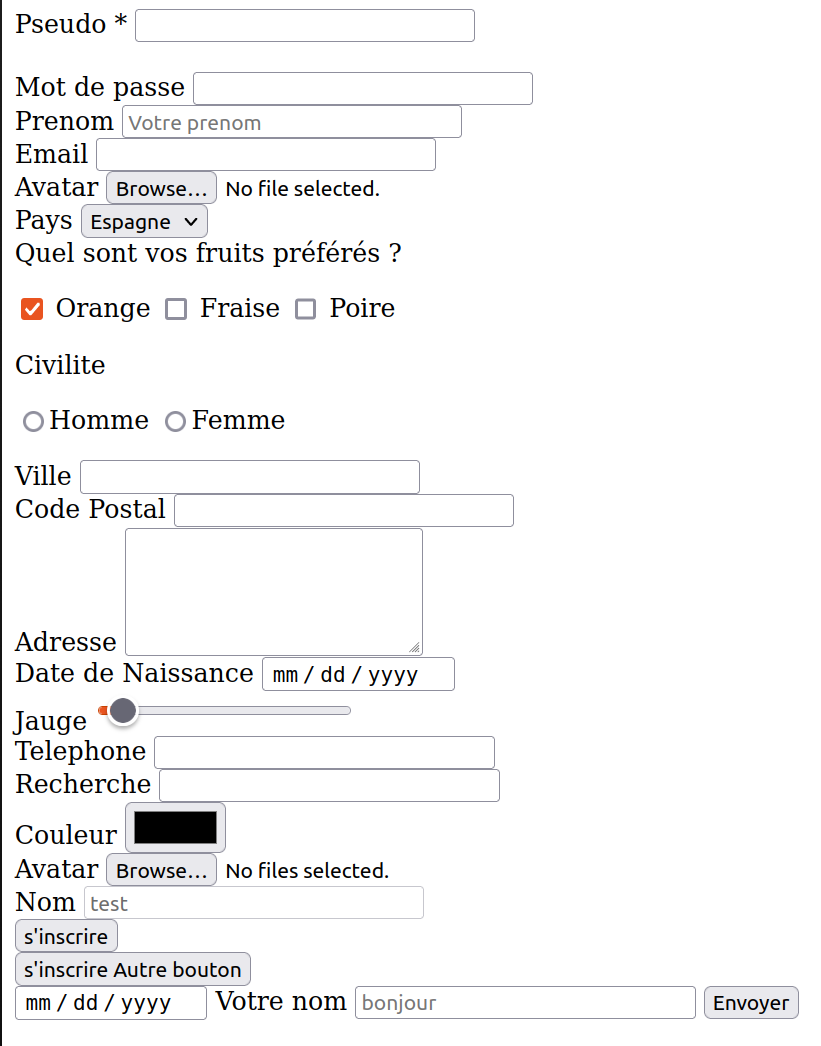 Pseudo *
Mot de passe
Prenom Votre prenom
Email
Avatar Browse... No file selected.
Pays Espagne
Quel sont vos fruits préférés ?
Orange Fraise Poire
Civilite
Homme Femme
Ville
Code Postal
Adresse
Date de Naissance mm / dd / yyyy
Jauge
Telephone
Recherche
Couleur
Avatar Browse... No files selected.
Nom test
s'inscrire
s'inscrire Autre bouton
mm / dd / yyyy Votre nom bonjour Envoyer